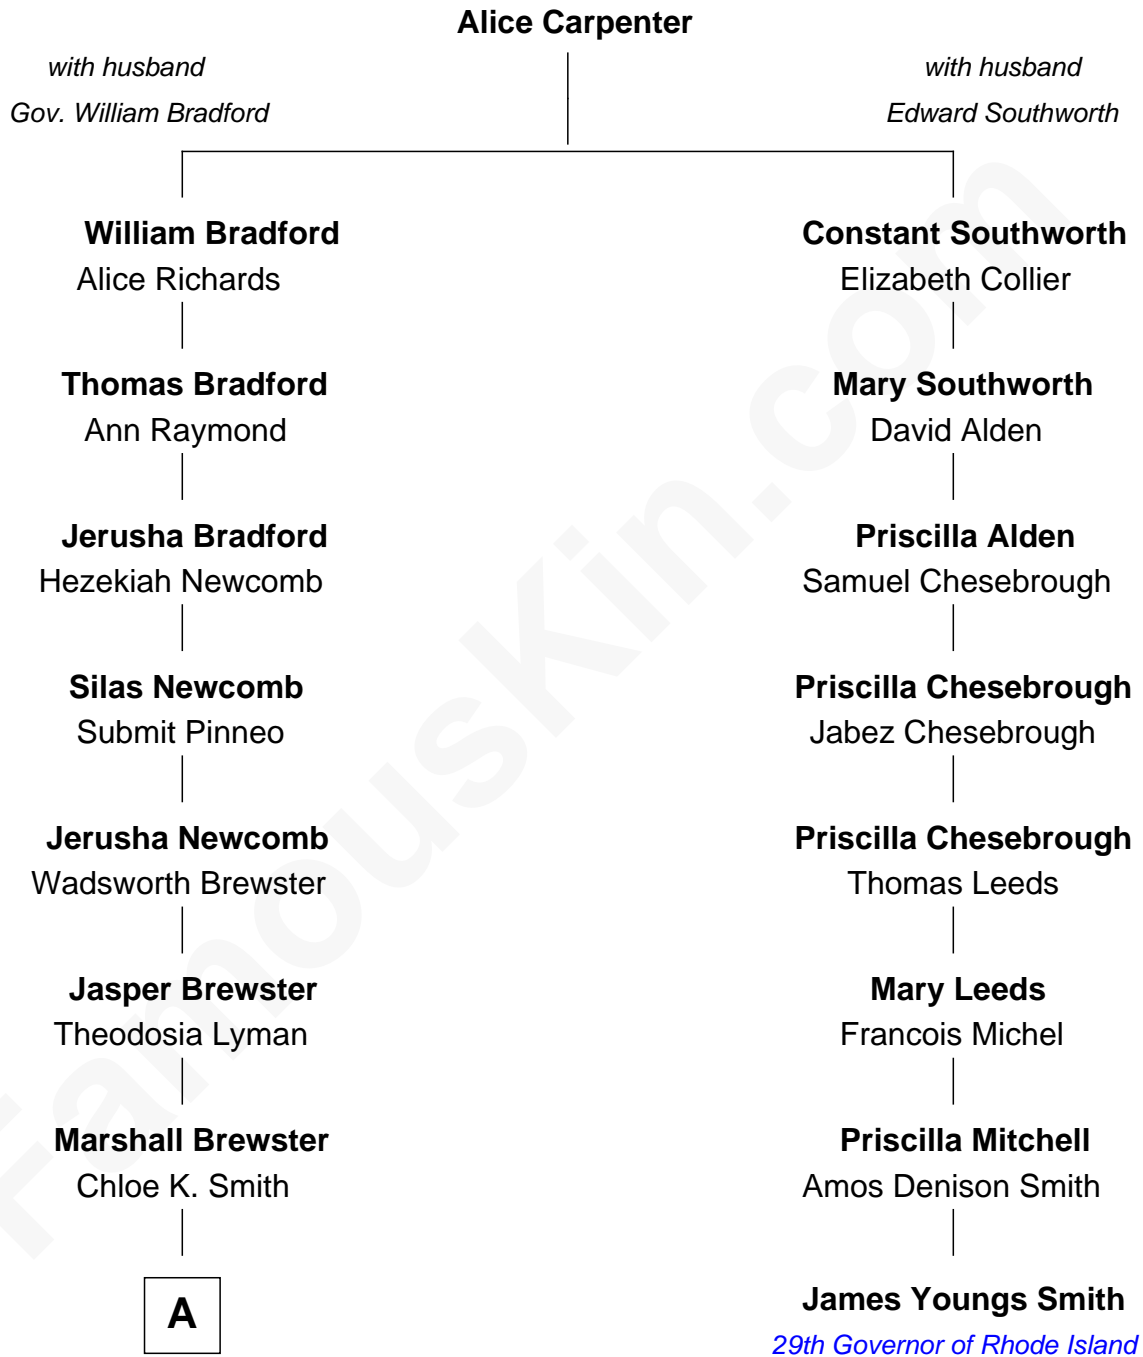 Alice Carpenter
with husband
Gov. William Bradford
with husband
Edward Southworth
William Bradford
Alice Richards
Thomas Bradford
Ann Raymond
Jerusha Bradford
Hezekiah Newcomb
Silas Newcomb
Submit Pinneo
Jerusha Newcomb
Wadsworth Brewster
Jasper Brewster
Theodosia Lyman
Marshall Brewster
Chloe K. Smith
A
Constant Southworth
Elizabeth Collier
Mary Southworth
David Alden
Priscilla Alden
Samuel Chesebrough
Priscilla Chesebrough
Jabez Chesebrough
Priscilla Chesebrough
Thomas Leeds
Mary Leeds
Francois Michel
Priscilla Mitchell
Amos Denison Smith
James Youngs Smith
29th Governor of Rhode Island
FamousKin.com